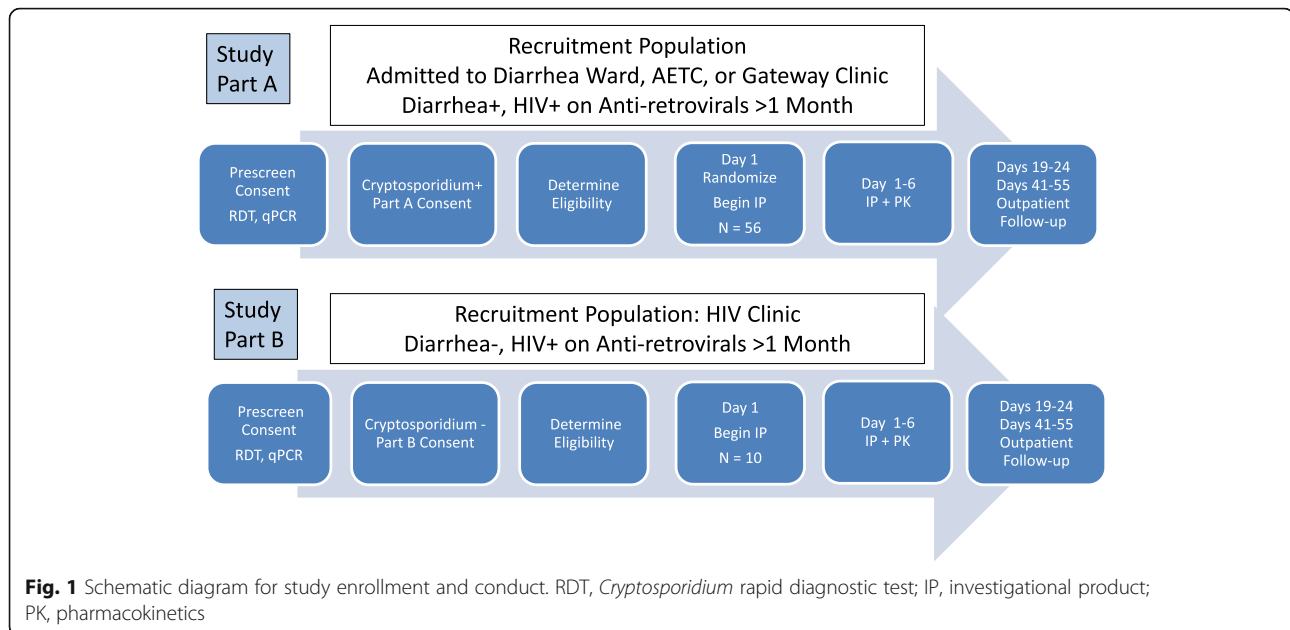 Study
Part A
Recruitment Population
Admitted to Diarrhea Ward, AETC, or Gateway Clinic
Diarrhea+, HIV+ on Anti-retrovirals >1 Month
Prescreen
Consent
RDT, qPCR
Cryptosporidium+
Part A Consent
Determine
Eligibility
Day 1
Randomize
Begin IP
N = 56
Day 1-6
IP + PK
Days 19-24
Days 41-55
Outpatient
Follow-up
Study
Part B
Recruitment Population: HIV Clinic
Diarrhea-, HIV+ on Anti-retrovirals >1 Month
Prescreen
Consent
RDT, qPCR
Cryptosporidium -
Part B Consent
Determine
Eligibility
Day 1
Begin IP
N = 10
Day 1-6
IP + PK
Days 19-24
Days 41-55
Outpatient
Follow-up
Fig. 1 Schematic diagram for study enrollment and conduct. RDT, Cryptosporidium rapid diagnostic test; IP, investigational product;
PK, pharmacokinetics